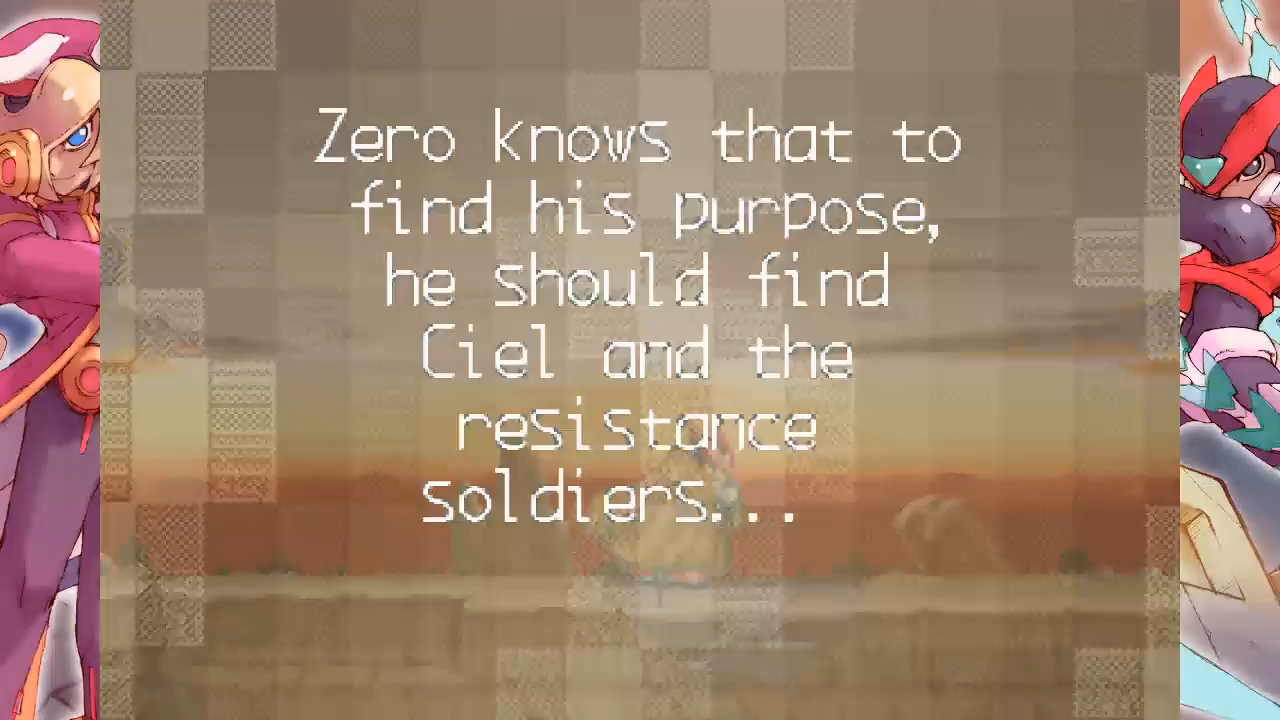 Zero knows that to
find his purpose,
he should find
Ciel and the
resistance
soldiers...